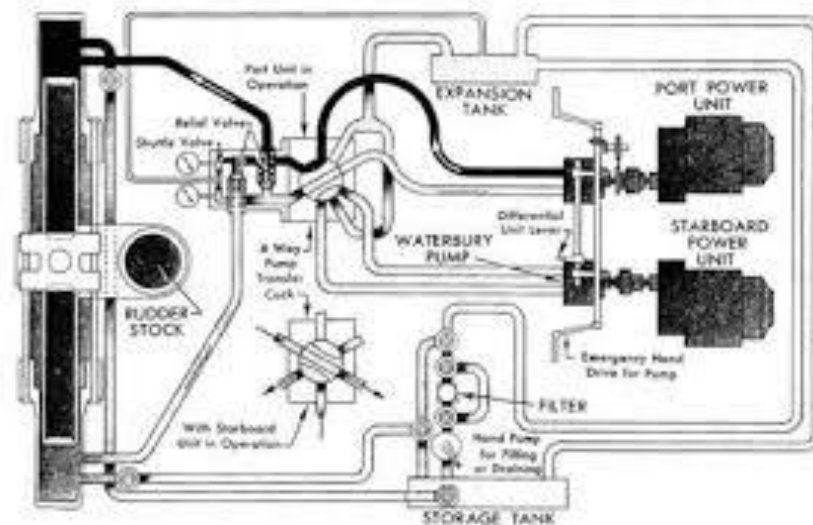 Port Unit in
Operation
EXPANSION
TANK
PORT POWER
UNIT
Relief Valve
Shuttle Valve
Differential
Unit Lever
WATERBURY
PUMP
STARBOARD
POWER
UNIT
6 Way
Pump
Transfer
Cock
RUDDER
STOCK
Emergency Hand
Drive for Pump
FILTER
With Starboard
Unit in Operation
Hand Pump
for Filling
or Draining
STORAGE TANK